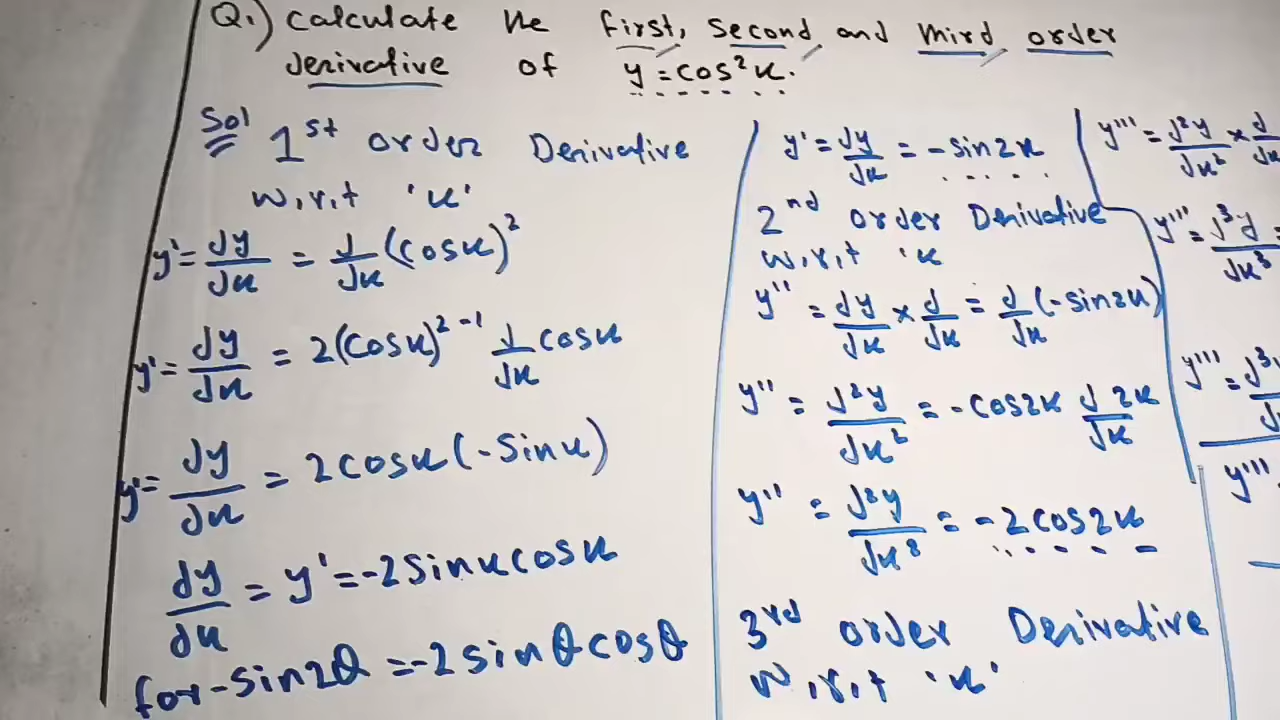 Q.1) Calculate the first, second and third order
derivative of y = cos²x.
Sol
1st order Derivative
w.r.t 'x'
y' = dy/dx = d/dx (cosx)²
y' = dy/dx = 2(cosx)²⁻¹ d/dx cosx
y' = dy/dx = 2cosx(-sinx)
dy/dx = y' = -2sinxcosx
for -sin2θ = -2sinθcosθ
y' = dy/dx = -sin2x
2nd order Derivative
w.r.t 'x
y'' = dy/dx × d/dx = d/dx (-sin2x)
y'' = d²y/dx² = -cos2x d/dx 2x
y'' = d²y/dx² = -2cos2x
3rd order Derivative
w.r.t 'x'
y''' = d²y/dx² × d/dx
y''' = d³y/dx³ =
y''' = d³
y'''